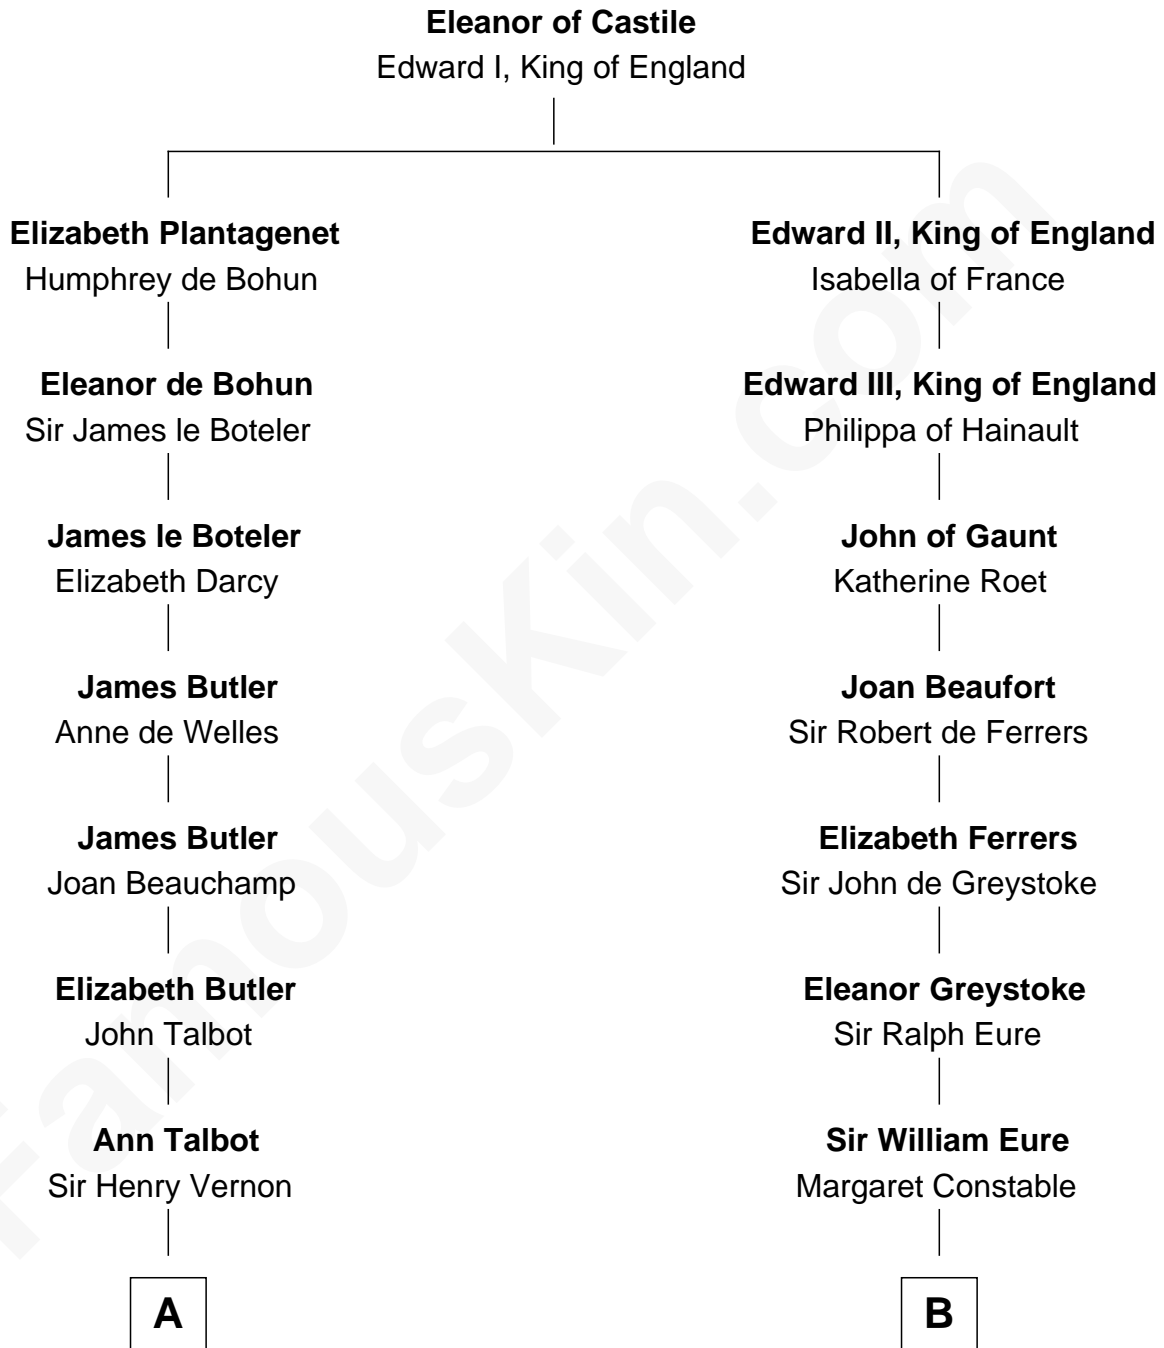 Eleanor of Castile
Edward I, King of England
Elizabeth Plantagenet
Humphrey de Bohun
Edward II, King of England
Isabella of France
Eleanor de Bohun
Sir James le Boteler
Edward III, King of England
Philippa of Hainault
James le Boteler
Elizabeth Darcy
John of Gaunt
Katherine Roet
James Butler
Anne de Welles
Joan Beaufort
Sir Robert de Ferrers
James Butler
Joan Beauchamp
Elizabeth Ferrers
Sir John de Greystoke
Elizabeth Butler
John Talbot
Eleanor Greystoke
Sir Ralph Eure
Ann Talbot
Sir Henry Vernon
Sir William Eure
Margaret Constable
A
B
FamousKin.com